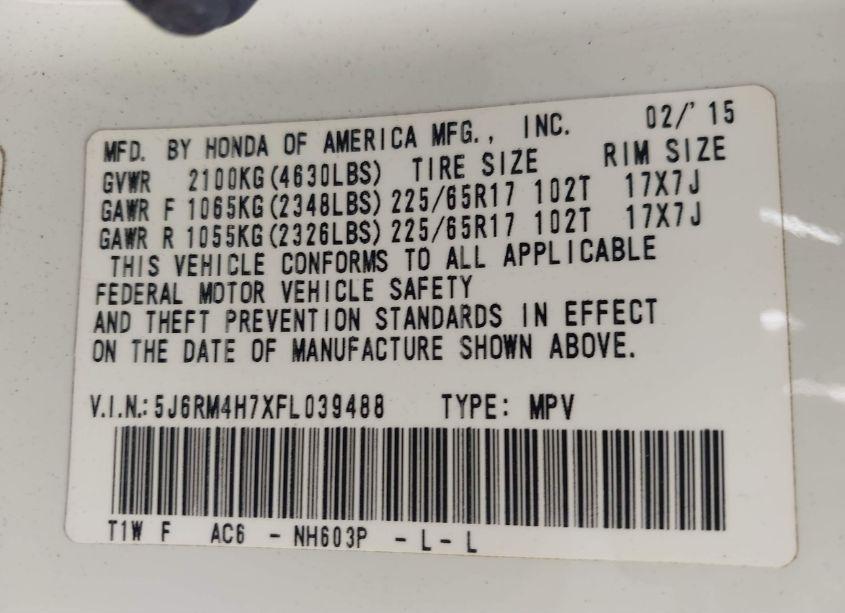 MFD. BY HONDA OF AMERICA MFG., INC. 02/'15
GVWR 2100KG(4630LBS) TIRE SIZE RIM SIZE
GAWR F 1065KG(2348LBS) 225/65R17 102T 17X7J
GAWR R 1055KG(2326LBS) 225/65R17 102T 17X7J
THIS VEHICLE CONFORMS TO ALL APPLICABLE
FEDERAL MOTOR VEHICLE SAFETY
AND THEFT PREVENTION STANDARDS IN EFFECT
ON THE DATE OF MANUFACTURE SHOWN ABOVE.
V.I.N.: 5J6RM4H7XFL039488 TYPE: MPV
T1W F AC6 - NH603P - L - L